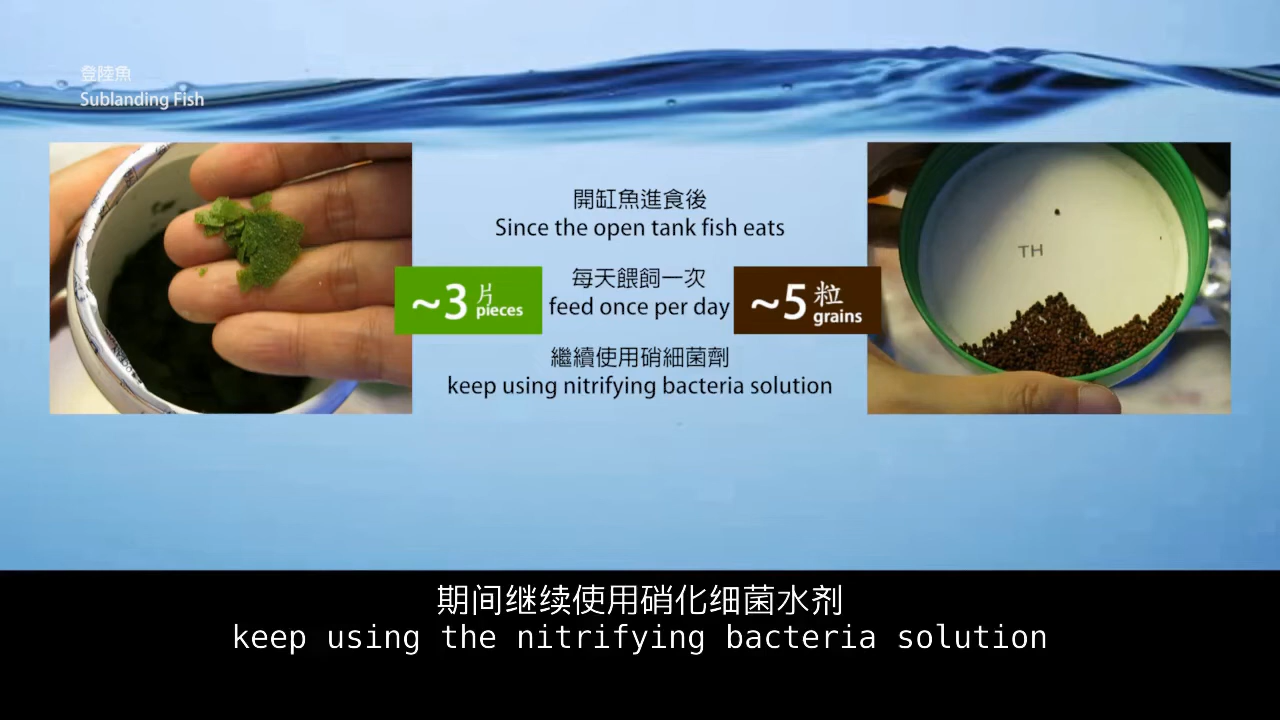 登陸魚
Sublanding Fish
開缸魚進食後
Since the open tank fish eats
~3 片 pieces
每天餵飼一次
feed once per day
~5 粒 grains
TH
繼續使用硝細菌劑
keep using nitrifying bacteria solution
期间继续使用硝化细菌水剂
keep using the nitrifying bacteria solution